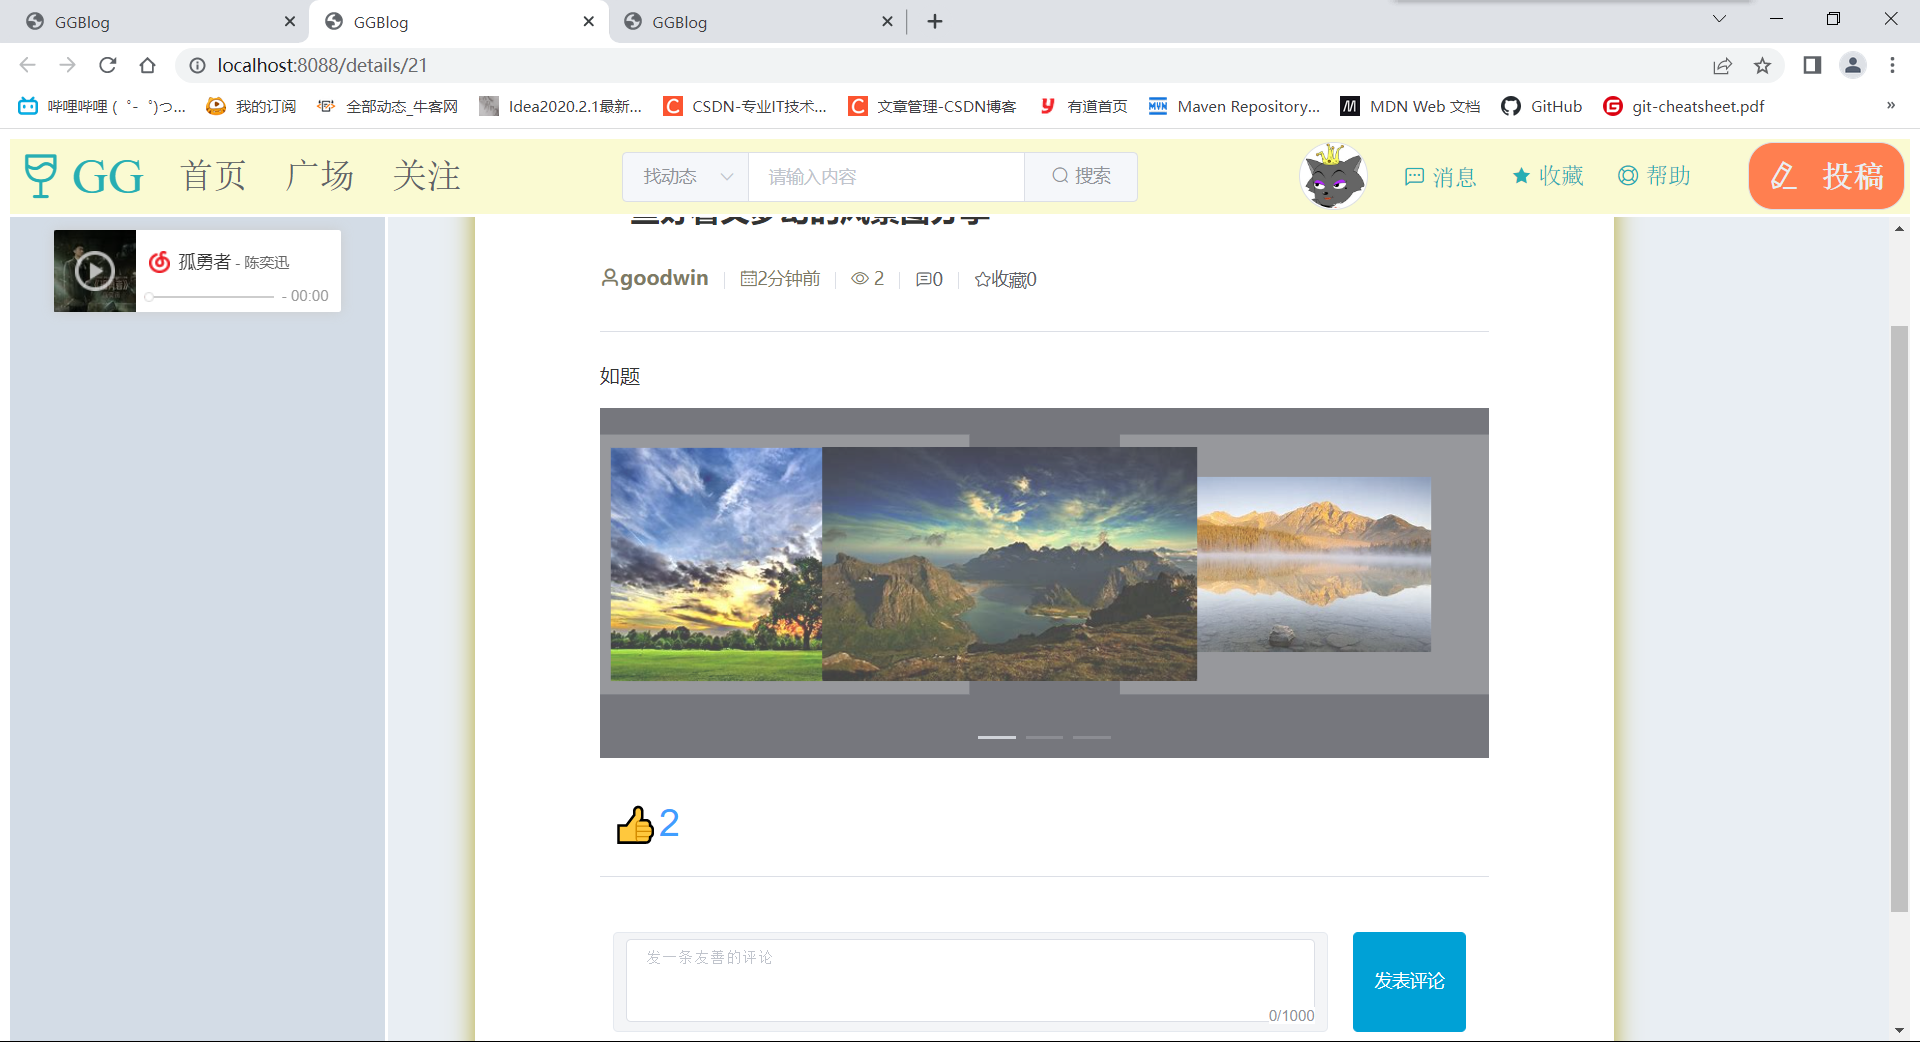 GGBlog
GGBlog
GGBlog
localhost:8088/details/21
哔哩哔哩 (゜-゜)つ...
我的订阅
全部动态_牛客网
Idea2020.2.1最新...
CSDN-专业IT技术...
文章管理-CSDN博客
有道首页
Maven Repository...
MDN Web 文档
GitHub
git-cheatsheet.pdf
GG 首页 广场 关注
找动态
请输入内容
搜索
消息
收藏
帮助
投稿
孤勇者 - 陈奕迅
- 00:00
goodwin
2分钟前
2
0
收藏0
如题
2
发一条友善的评论
0/1000
发表评论